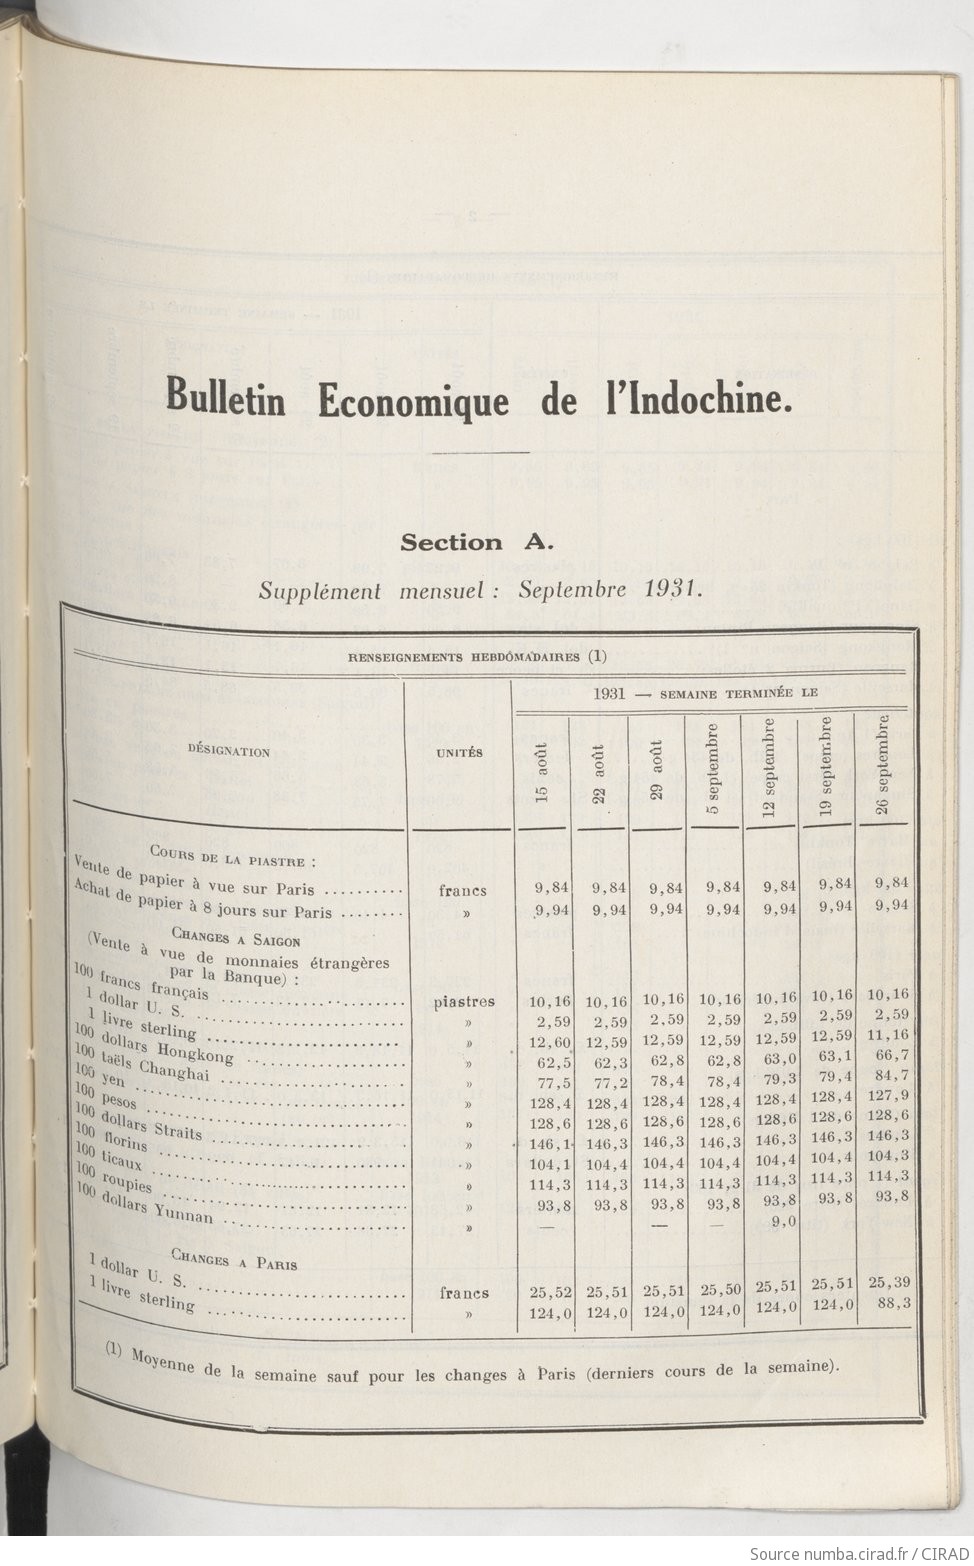 Bulletin Economique de l'Indochine.
Section A.
Supplément mensuel : Septembre 1931.
RENSEIGNEMENTS HEBDOMADAIRES (1)
DÉSIGNATION UNITÉS 1931 — SEMAINE TERMINÉE LE
15 août 22 août 29 août 5 septembre 12 septembre 19 septembre 26 septembre
COURS DE LA PIASTRE :
Vente de papier à vue sur Paris .......... francs 9,84 9,84 9,84 9,84 9,84 9,84 9,84
Achat de papier à 8 jours sur Paris ........ » 9,94 9,94 9,94 9,94 9,94 9,94 9,94
CHANGES A SAIGON
(Vente à vue de monnaies étrangères
par la Banque) :
100 francs français ........ piastres 10,16 10,16 10,16 10,16 10,16 10,16 10,16
1 dollar U. S. ........ » 2,59 2,59 2,59 2,59 2,59 2,59 2,59
1 livre sterling ........ » 12,60 12,59 12,59 12,59 12,59 12,59 11,16
100 dollars Hongkong ........ » 62,5 62,3 62,8 62,8 63,0 63,1 66,7
100 taëls Changhai ........ » 77,5 77,2 78,4 78,4 79,3 79,4 84,7
100 yen ........ » 128,4 128,4 128,4 128,4 128,4 128,4 127,9
100 pesos ........ » 128,6 128,6 128,6 128,6 128,6 128,6 128,6
100 dollars Straits ........ » 146,1 146,3 146,3 146,3 146,3 146,3 146,3
100 florins ........ » 104,1 104,4 104,4 104,4 104,4 104,4 104,3
100 ticaux ........ » 114,3 114,3 114,3 114,3 114,3 114,3 114,3
100 roupies ........ » 93,8 93,8 93,8 93,8 93,8 93,8 93,8
100 dollars Yunnan ........ » — — — 9,0
CHANGES A PARIS
1 dollar U. S. ........ francs 25,52 25,51 25,51 25,50 25,51 25,51 25,39
1 livre sterling ........ » 124,0 124,0 124,0 124,0 124,0 124,0 88,3
(1) Moyenne de la semaine sauf pour les changes à Paris (derniers cours de la semaine).
Source numba.cirad.fr / CIRAD